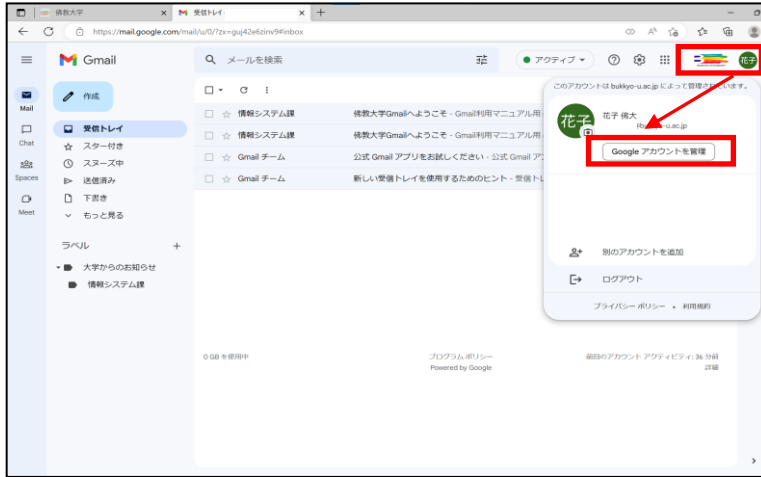 佛教大学
受信トレイ
https://mail.google.com/mail/u/0/?zx=guj42e6zinv9#inbox
Gmail
メールを検索
アクティブ
花子
作成
Mail
Chat
Spaces
Meet
受信トレイ
スター付き
スヌーズ中
送信済み
下書き
もっと見る
ラベル
大学からのお知らせ
情報システム課
情報システム課 佛教大学Gmailへようこそ - Gmail利用マニュアル用
情報システム課 佛教大学Gmailへようこそ - Gmail利用マニュアル用
Gmail チーム 公式 Gmail アプリをお試しください - 公式 Gmail ア
Gmail チーム 新しい受信トレイを使用するためのヒント - 受信ト
このアカウントは bukkyo-u.ac.jp によって管理されています。
花子
花子 佛大
@bukkyo-u.ac.jp
Google アカウントを管理
別のアカウントを追加
ログアウト
プライバシー ポリシー • 利用規約
0 GB を使用中
プログラム ポリシー
Powered by Google
前回のアカウント アクティビティ: 36 分前
詳細